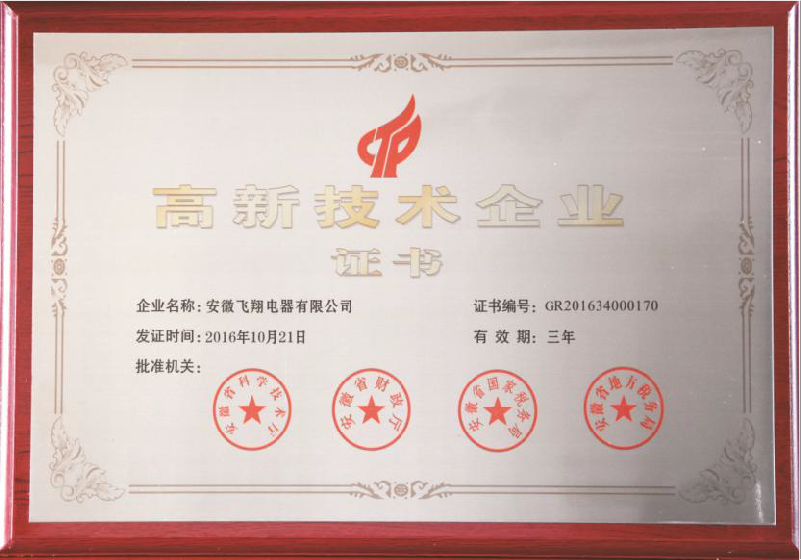 高新技术企业
证书
企业名称：安徽飞翔电器有限公司
证书编号：GR201634000170
发证时间：2016年10月21日
有 效 期：三年
批准机关：
安徽省科学技术厅
安徽省财政厅
安徽省国家税务局
安徽省地方税务局